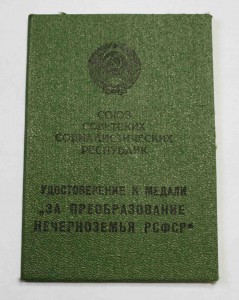 СОЮЗ
СОВЕТСКИХ
СОЦИАЛИСТИЧЕСКИХ
РЕСПУБЛИК
УДОСТОВЕРЕНИЕ К МЕДАЛИ
„ЗА ПРЕОБРАЗОВАНИЕ
НЕЧЕРНОЗЕМЬЯ РСФСР“